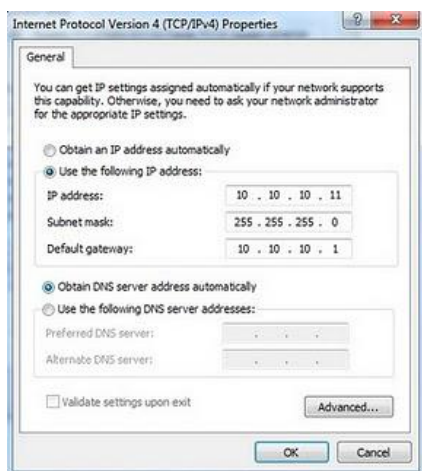 Internet Protocol Version 4 (TCP/IPv4) Properties
General
You can get IP settings assigned automatically if your network supports
this capability. Otherwise, you need to ask your network administrator
for the appropriate IP settings.
Obtain an IP address automatically
Use the following IP address:
IP address: 10 . 10 . 10 . 11
Subnet mask: 255 . 255 . 255 . 0
Default gateway: 10 . 10 . 10 . 1
Obtain DNS server address automatically
Use the following DNS server addresses:
Preferred DNS server: . . .
Alternate DNS server: . . .
Validate settings upon exit
Advanced...
OK Cancel